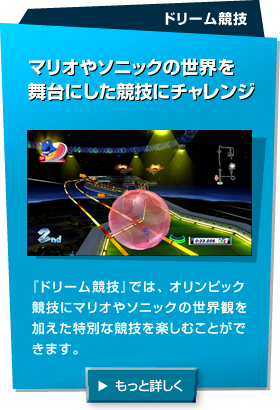 ドリーム競技
マリオやソニックの世界を
舞台にした競技にチャレンジ
2nd
0:23.006
『ドリーム競技』では、オリンピック
競技にマリオやソニックの世界観を
加えた特別な競技を楽しむことがで
きます。
▶ もっと詳しく